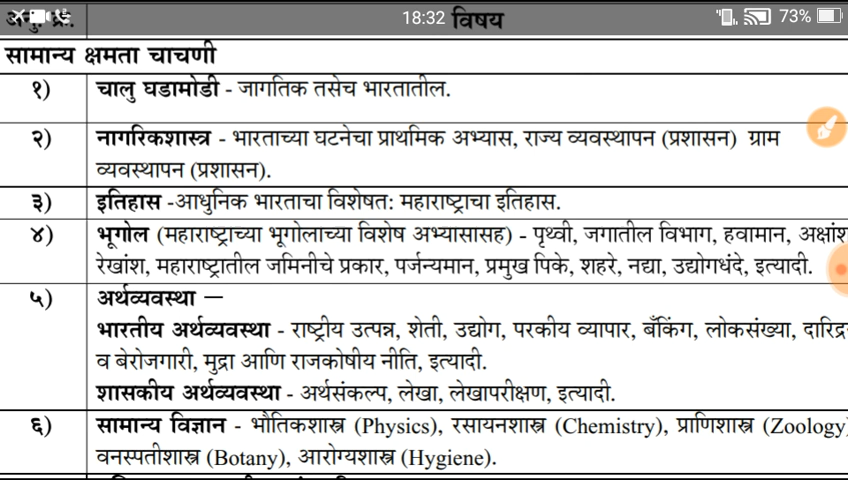 18:32 विषय 73%
सामान्य क्षमता चाचणी
१) चालु घडामोडी - जागतिक तसेच भारतातील.
२) नागरिकशास्त्र - भारताच्या घटनेचा प्राथमिक अभ्यास, राज्य व्यवस्थापन (प्रशासन) ग्राम
व्यवस्थापन (प्रशासन).
३) इतिहास -आधुनिक भारताचा विशेषत: महाराष्ट्राचा इतिहास.
४) भूगोल (महाराष्ट्राच्या भूगोलाच्या विशेष अभ्यासासह) - पृथ्वी, जगातील विभाग, हवामान, अक्षांश
रेखांश, महाराष्ट्रातील जमिनीचे प्रकार, पर्जन्यमान, प्रमुख पिके, शहरे, नद्या, उद्योगधंदे, इत्यादी.
५) अर्थव्यवस्था —
भारतीय अर्थव्यवस्था - राष्ट्रीय उत्पन्न, शेती, उद्योग, परकीय व्यापार, बँकिंग, लोकसंख्या,
व बेरोजगारी, मुद्रा आणि राजकोषीय नीति, इत्यादी.
शासकीय अर्थव्यवस्था - अर्थसंकल्प, लेखा, लेखापरीक्षण, इत्यादी.
६) सामान्य विज्ञान - भौतिकशास्त्र (Physics), रसायनशास्त्र (Chemistry), प्राणिशास्त्र (Zoology)
वनस्पतीशास्त्र (Botany), आरोग्यशास्त्र (Hygiene).